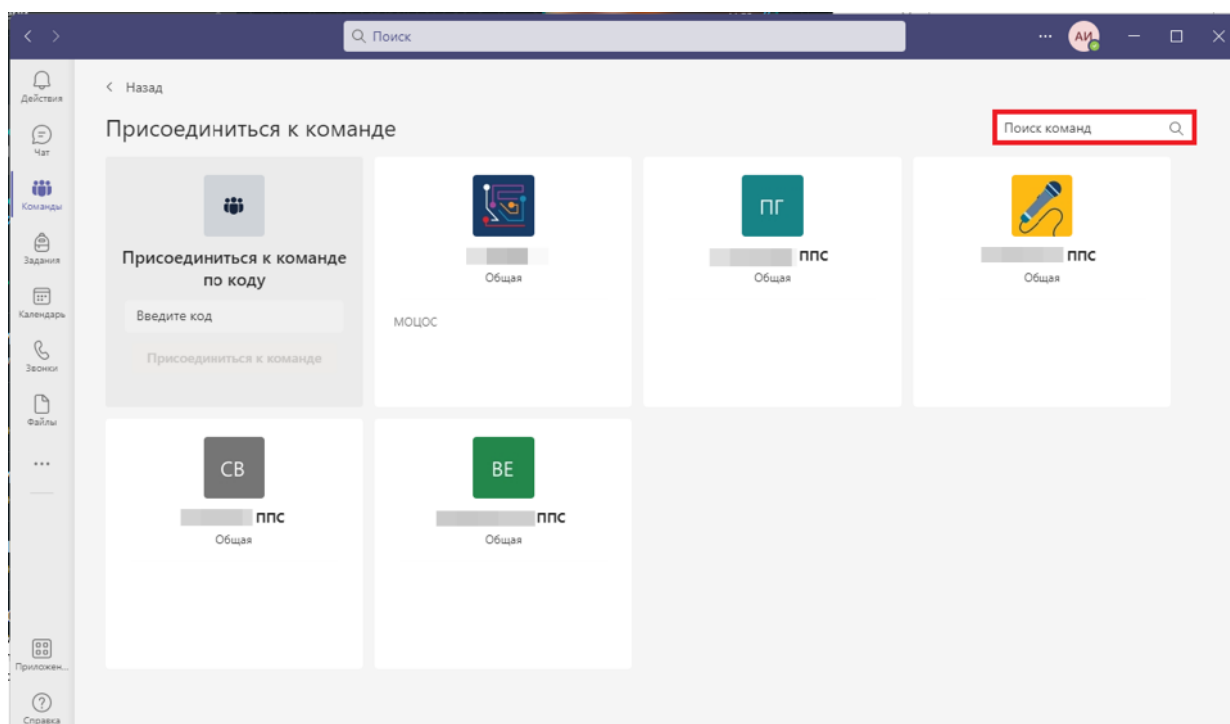 Поиск
АИ
Действия
Чат
Команды
Задания
Календарь
Звонки
Файлы
Приложен...
Справка
Назад
Присоединиться к команде
Поиск команд
Присоединиться к команде
по коду
Введите код
Присоединиться к команде
Общая
МОЦОС
ПГ
ППС
Общая
ППС
Общая
СВ
ППС
Общая
ВЕ
ППС
Общая